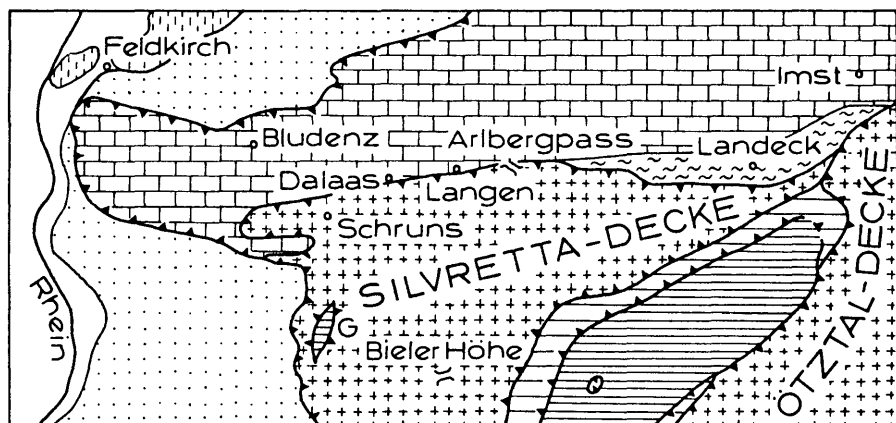 Feldkirch
Imst
Bludenz
Arlbergpass
Landeck
Dalaas
Langen
Schruns
SILVRETTA-DECKE
ÖTZTAL-DECKE
Rhein
G
Bieler Höhe